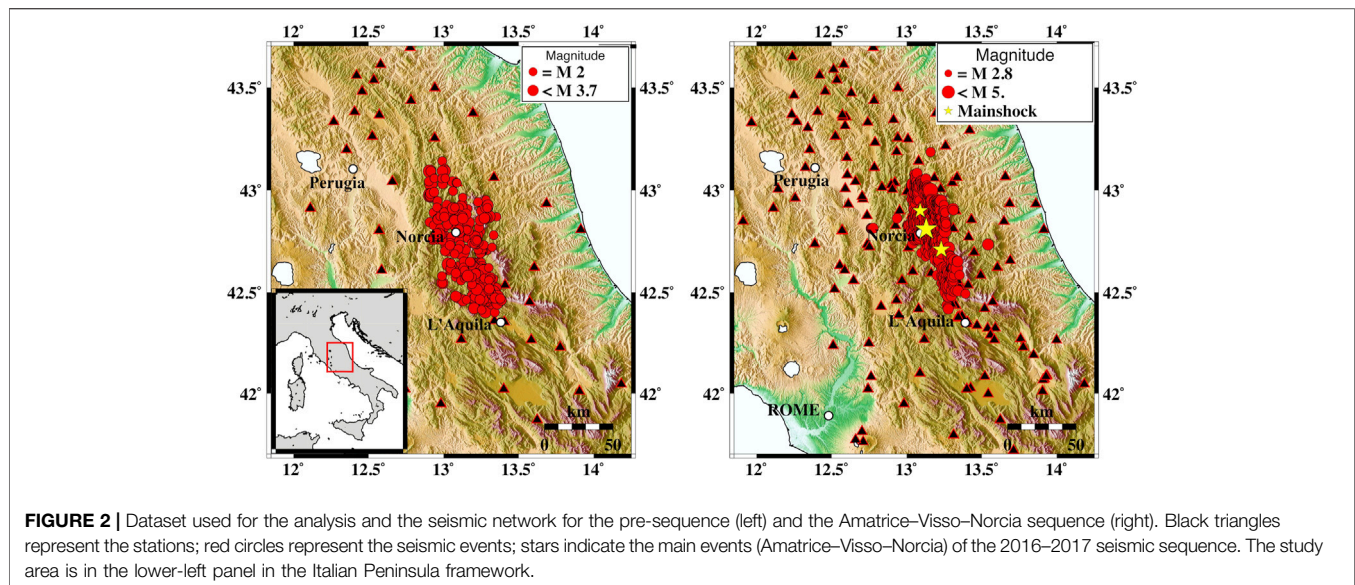 12˚ 12.5˚ 13˚ 13.5˚ 14˚
Magnitude
= M 2
< M 3.7
43.5˚
43˚
42.5˚
42˚
Perugia
Norcia
L'Aquila
km
0 50
12˚ 12.5˚ 13˚ 13.5˚ 14˚
12˚ 12.5˚ 13˚ 13.5˚ 14˚
Magnitude
= M 2.8
< M 5.
Mainshock
43.5˚
43˚
42.5˚
42˚
Perugia
Norcia
L'Aquila
ROME
km
0 50
12˚ 12.5˚ 13˚ 13.5˚ 14˚
FIGURE 2 | Dataset used for the analysis and the seismic network for the pre-sequence (left) and the Amatrice–Visso–Norcia sequence (right). Black triangles
represent the stations; red circles represent the seismic events; stars indicate the main events (Amatrice–Visso–Norcia) of the 2016–2017 seismic sequence. The study
area is in the lower-left panel in the Italian Peninsula framework.